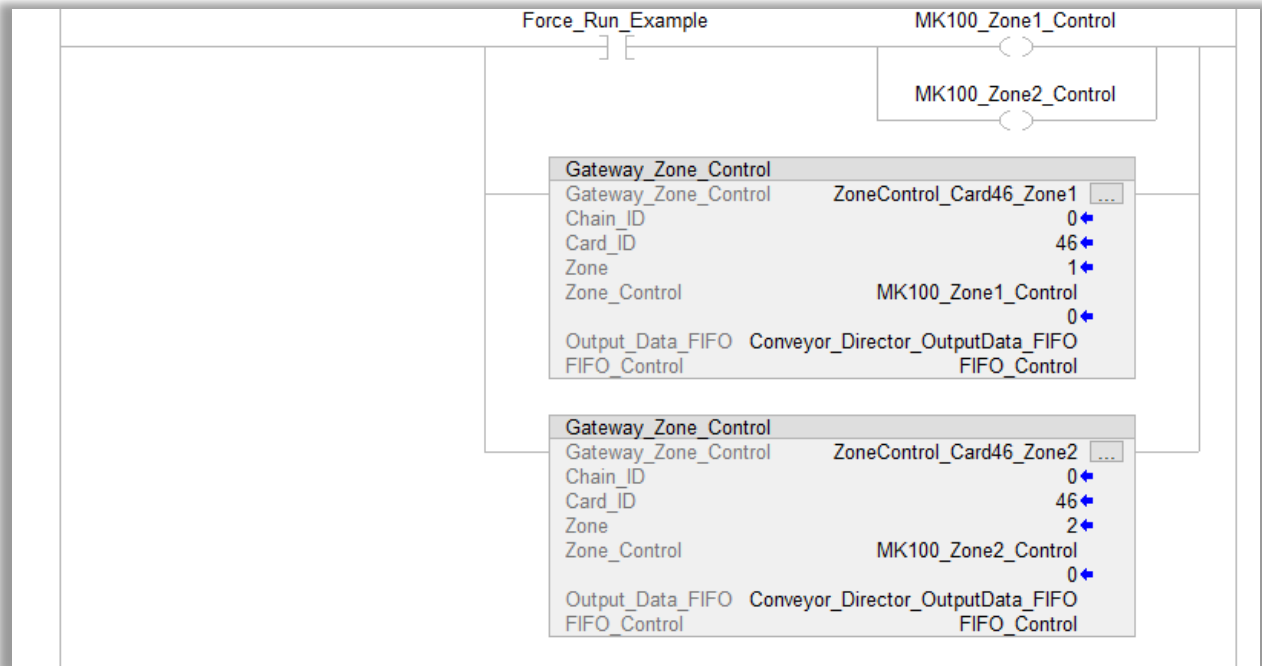 Force_Run_Example MK100_Zone1_Control
MK100_Zone2_Control
Gateway_Zone_Control
Gateway_Zone_Control ZoneControl_Card46_Zone1 ...
Chain_ID 0
Card_ID 46
Zone 1
Zone_Control MK100_Zone1_Control
0
Output_Data_FIFO Conveyor_Director_OutputData_FIFO
FIFO_Control FIFO_Control
Gateway_Zone_Control
Gateway_Zone_Control ZoneControl_Card46_Zone2 ...
Chain_ID 0
Card_ID 46
Zone 2
Zone_Control MK100_Zone2_Control
0
Output_Data_FIFO Conveyor_Director_OutputData_FIFO
FIFO_Control FIFO_Control